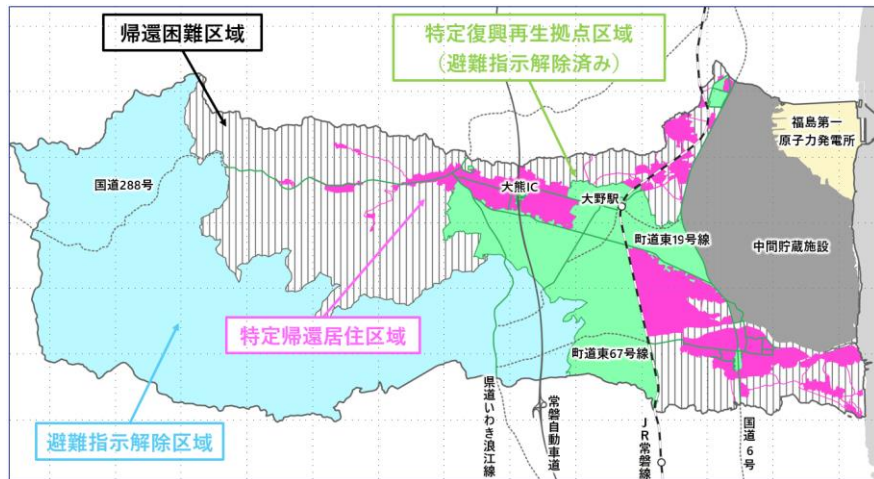 帰還困難区域
特定復興再生拠点区域
（避難指示解除済み）
福島第一
原子力発電所
国道288号
大熊IC
大野駅
町道東19号線
中間貯蔵施設
特定帰還居住区域
町道東67号線
避難指示解除区域
県道いわき浪江線
常磐自動車道
JR常磐線
国道6号